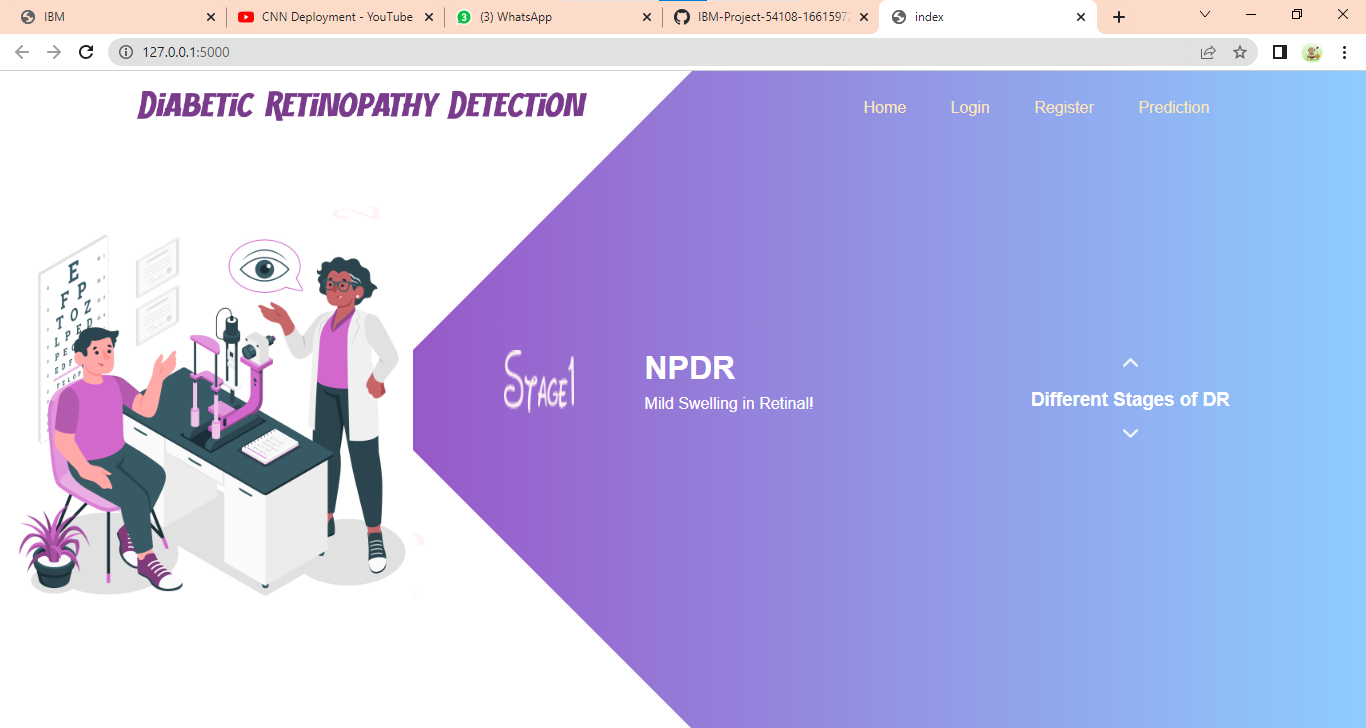 IBM
CNN Deployment - YouTube
(3) WhatsApp
IBM-Project-54108-1661597
index
127.0.0.1:5000
Diabetic Retinopathy Detection
Home
Login
Register
Prediction
E
F P
T O Z
L P E D
Stage1
NPDR
Mild Swelling in Retinal!
Different Stages of DR